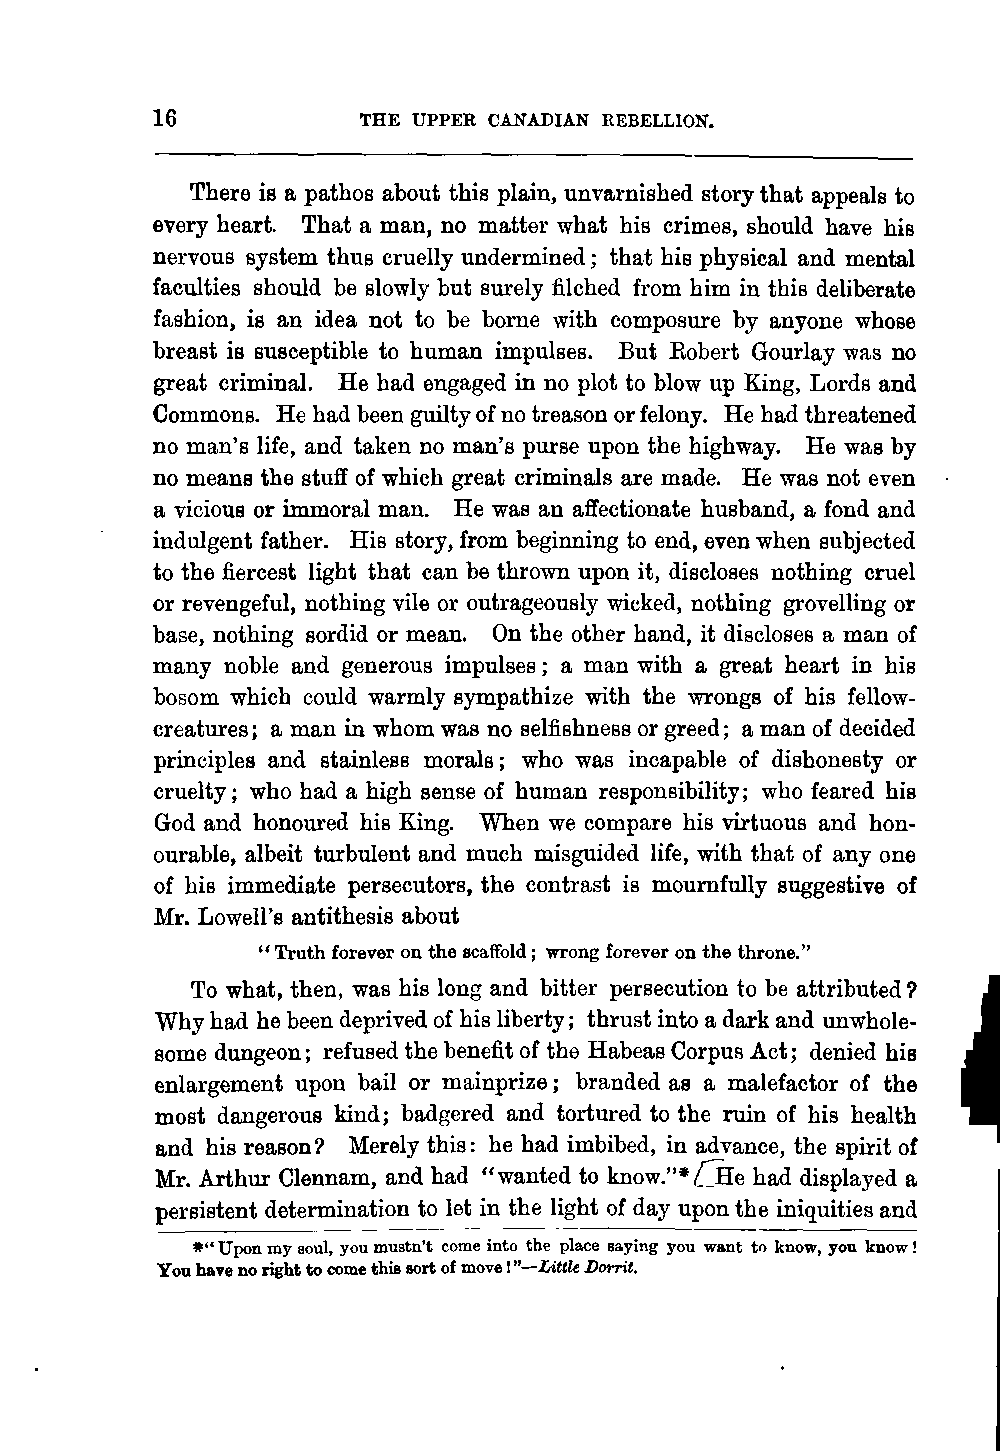 16 THE UPPER CANADIAN REBELLION.
There is a pathos about this plain, unvarnished story that appeals to
every heart. That a man, no matter what his crimes, should have his
nervous system thus cruelly undermined; that his physical and mental
faculties should be slowly but surely filched from him in this deliberate
fashion, is an idea not to be borne with composure by anyone whose
breast is susceptible to human impulses. But Robert Gourlay was no
great criminal. He had engaged in no plot to blow up King, Lords and
Commons. He had been guilty of no treason or felony. He had threatened
no man's life, and taken no man's purse upon the highway. He was by
no means the stuff of which great criminals are made. He was not even
a vicious or immoral man. He was an affectionate husband, a fond and
indulgent father. His story, from beginning to end, even when subjected
to the fiercest light that can be thrown upon it, discloses nothing cruel
or revengeful, nothing vile or outrageously wicked, nothing grovelling or
base, nothing sordid or mean. On the other hand, it discloses a man of
many noble and generous impulses; a man with a great heart in his
bosom which could warmly sympathize with the wrongs of his fellow-
creatures; a man in whom was no selfishness or greed; a man of decided
principles and stainless morals; who was incapable of dishonesty or
cruelty; who had a high sense of human responsibility; who feared his
God and honoured his King. When we compare his virtuous and hon-
ourable, albeit turbulent and much misguided life, with that of any one
of his immediate persecutors, the contrast is mournfully suggestive of
Mr. Lowell's antithesis about
"Truth forever on the scaffold; wrong forever on the throne."
To what, then, was his long and bitter persecution to be attributed?
Why had he been deprived of his liberty; thrust into a dark and unwhole-
some dungeon; refused the benefit of the Habeas Corpus Act; denied his
enlargement upon bail or mainprize; branded as a malefactor of the
most dangerous kind; badgered and tortured to the ruin of his health
and his reason? Merely this: he had imbibed, in advance, the spirit of
Mr. Arthur Clennam, and had "wanted to know."* He had displayed a
persistent determination to let in the light of day upon the iniquities and
*"Upon my soul, you mustn't come into the place saying you want to know, you know!
You have no right to come this sort of move!"—Little Dorrit.